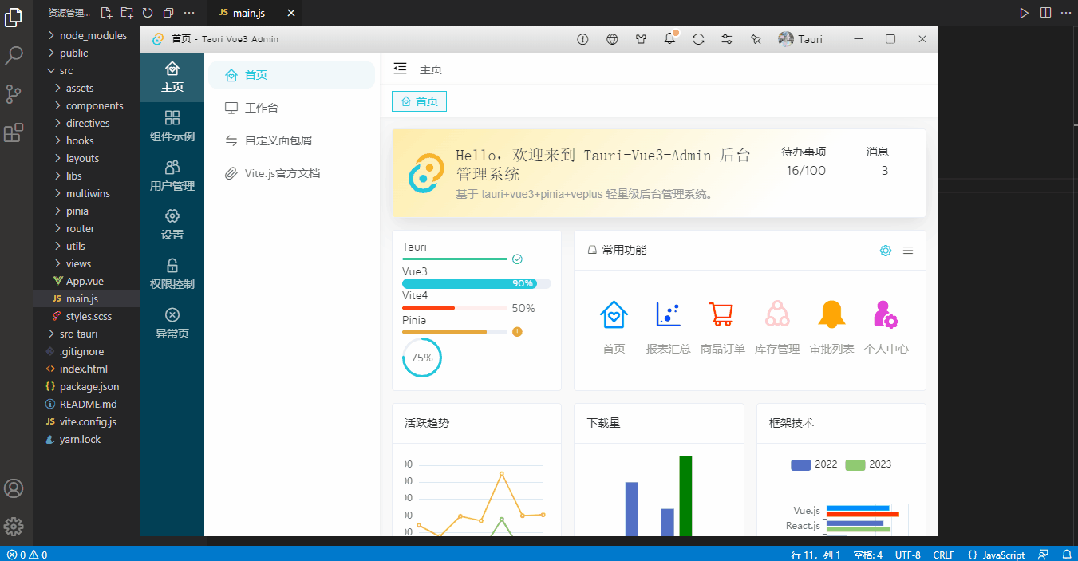 资源管理...
main.js
node_modules
public
src
assets
components
directives
hooks
layouts
libs
multiwins
pinia
router
utils
views
App.vue
main.js
styles.scss
src-tauri
.gitignore
index.html
package.json
README.md
vite.config.js
yarn.lock
首页 - Tauri-Vue3-Admin
Tauri
主页
组件示例
用户管理
设置
权限控制
异常页
首页
工作台
自定义面包屑
Vite.js官方文档
主页
首页
Hello, 欢迎来到 Tauri-Vue3-Admin 后台
管理系统
基于 tauri+vue3+pinia+veplus 轻量级后台管理系统。
待办事项
16/100
消息
3
Tauri
Vue3
90%
Vite4
50%
Pinia
75%
常用功能
首页
报表汇总
商品订单
库存管理
审批列表
个人中心
活跃趋势
下载量
框架技术
2022
2023
Vue.js
React.js
0 0
行 11, 列 1
空格: 4
UTF-8
CRLF
{} JavaScript